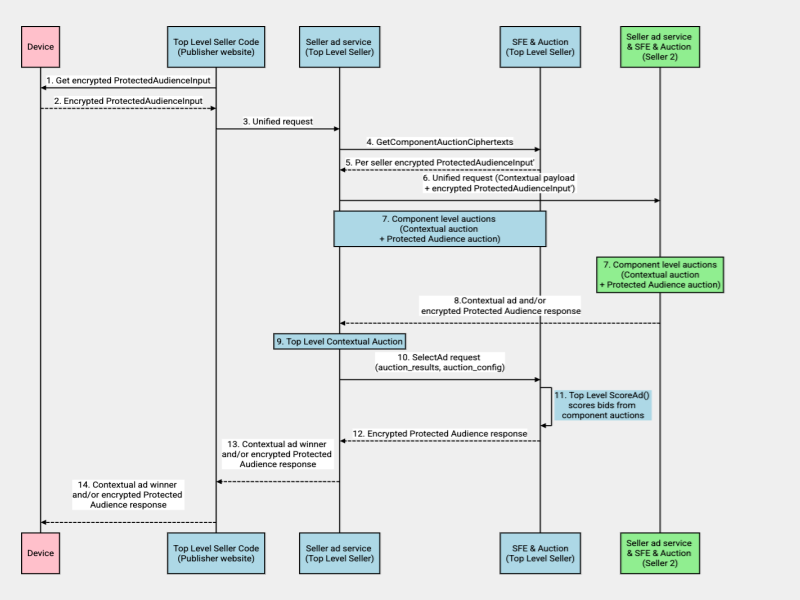 Device
Top Level Seller Code
(Publisher website)
Seller ad service
(Top Level Seller)
SFE & Auction
(Top Level Seller)
Seller ad service
& SFE & Auction
(Seller 2)
1. Get encrypted ProtectedAudienceInput
2. Encrypted ProtectedAudienceInput
3. Unified request
4. GetComponentAuctionCiphertexts
5. Per seller encrypted ProtectedAudienceInput'
6. Unified request (Contextual payload
+ encrypted ProtectedAudienceInput')
7. Component level auctions
(Contextual auction
+ Protected Audience auction)
7. Component level auctions
(Contextual auction
+ Protected Audience auction)
8.Contextual ad and/or
encrypted Protected Audience response
9. Top Level Contextual Auction
10. SelectAd request
(auction_results, auction_config)
11. Top Level ScoreAd()
scores bids from
component auctions
12. Encrypted Protected Audience response
13. Contextual ad winner
and/or encrypted Protected
Audience response
14. Contextual ad winner
and/or encrypted Protected
Audience response
Device
Top Level Seller Code
(Publisher website)
Seller ad service
(Top Level Seller)
SFE & Auction
(Top Level Seller)
Seller ad service
& SFE & Auction
(Seller 2)